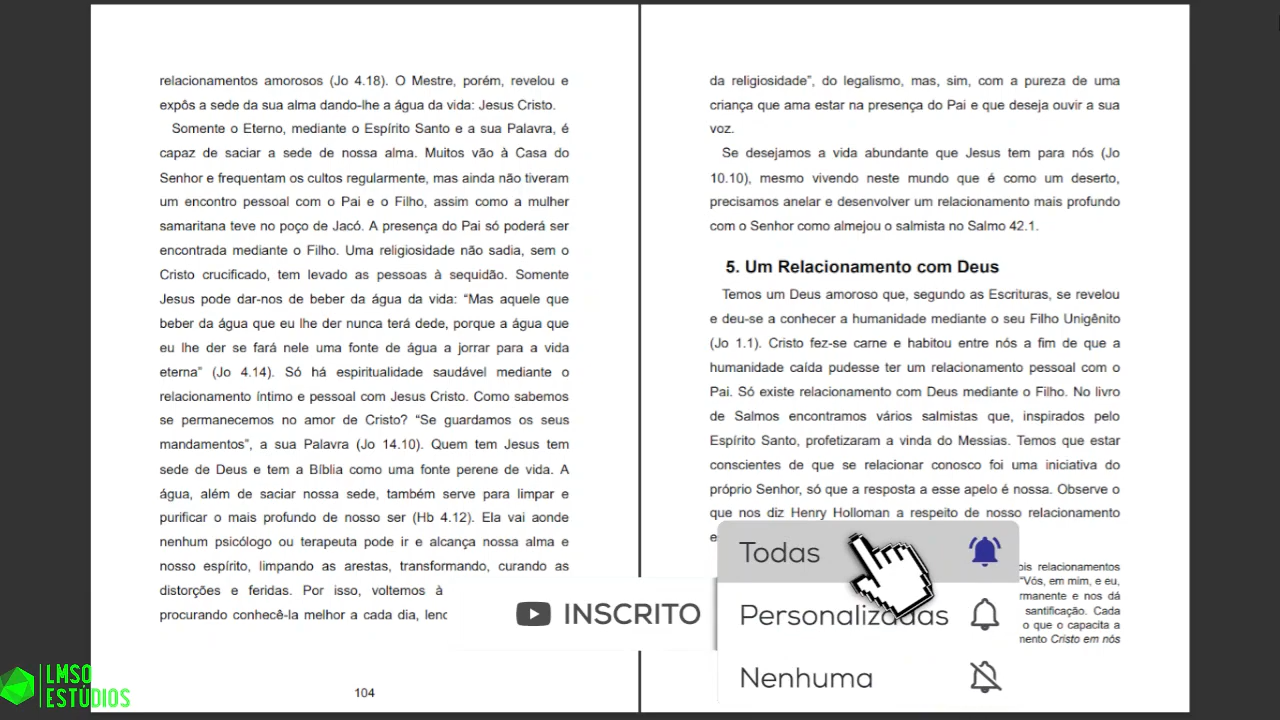 relacionamentos amorosos (Jo 4.18). O Mestre, porém, revelou e
expôs a sede da sua alma dando-lhe a água da vida: Jesus Cristo.
Somente o Eterno, mediante o Espírito Santo e a sua Palavra, é
capaz de saciar a sede de nossa alma. Muitos vão à Casa do
Senhor e frequentam os cultos regularmente, mas ainda não tiveram
um encontro pessoal com o Pai e o Filho, assim como a mulher
samaritana teve no poço de Jacó. A presença do Pai só poderá ser
encontrada mediante o Filho. Uma religiosidade não sadia, sem o
Cristo crucificado, tem levado as pessoas à sequidão. Somente
Jesus pode dar-nos de beber da água da vida: “Mas aquele que
beber da água que eu lhe der nunca terá dede, porque a água que
eu lhe der se fará nele uma fonte de água a jorrar para a vida
eterna” (Jo 4.14). Só há espiritualidade saudável mediante o
relacionamento íntimo e pessoal com Jesus Cristo. Como sabemos
se permanecemos no amor de Cristo? “Se guardamos os seus
mandamentos”, a sua Palavra (Jo 14.10). Quem tem Jesus tem
sede de Deus e tem a Bíblia como uma fonte perene de vida. A
água, além de saciar nossa sede, também serve para limpar e
purificar o mais profundo de nosso ser (Hb 4.12). Ela vai aonde
nenhum psicólogo ou terapeuta pode ir e alcança nossa alma e
nosso espírito, limpando as arestas, transformando, curando as
distorções e feridas. Por isso, voltemos à
procurando conhecê-la melhor a cada dia,
104
da religiosidade”, do legalismo, mas, sim, com a pureza de uma
criança que ama estar na presença do Pai e que deseja ouvir a sua
voz.
Se desejamos a vida abundante que Jesus tem para nós (Jo
10.10), mesmo vivendo neste mundo que é como um deserto,
precisamos anelar e desenvolver um relacionamento mais profundo
com o Senhor como almejou o salmista no Salmo 42.1.
5. Um Relacionamento com Deus
Temos um Deus amoroso que, segundo as Escrituras, se revelou
e deu-se a conhecer a humanidade mediante o seu Filho Unigênito
(Jo 1.1). Cristo fez-se carne e habitou entre nós a fim de que a
humanidade caída pudesse ter um relacionamento pessoal com o
Pai. Só existe relacionamento com Deus mediante o Filho. No livro
de Salmos encontramos vários salmistas que, inspirados pelo
Espírito Santo, profetizaram a vinda do Messias. Temos que estar
conscientes de que se relacionar conosco foi uma iniciativa do
próprio Senhor, só que a resposta a esse apelo é nossa. Observe o
que nos diz Henry Holloman a respeito de nosso relacionamento
relacionamentos
“Vós, em mim, e eu,
e nos dá
santificação. Cada
o que o capacita a
Cristo em nós
INSCRITO
Todas
Personalizadas
Nenhuma
LMSO
ESTÚDIOS